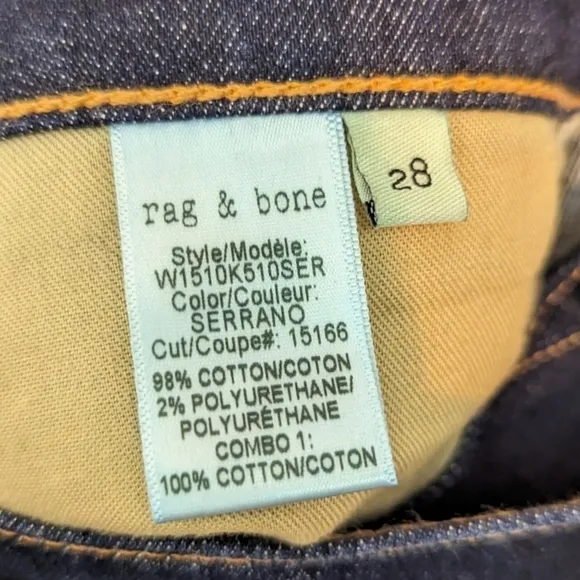 rag & bone
28
Style/Modèle:
W1510K510SER
Color/Couleur:
SERRANO
Cut/Coupe#: 15166
98% COTTON/COTON
2% POLYURETHANE/
POLYURÉTHANE
COMBO 1:
100% COTTON/COTON